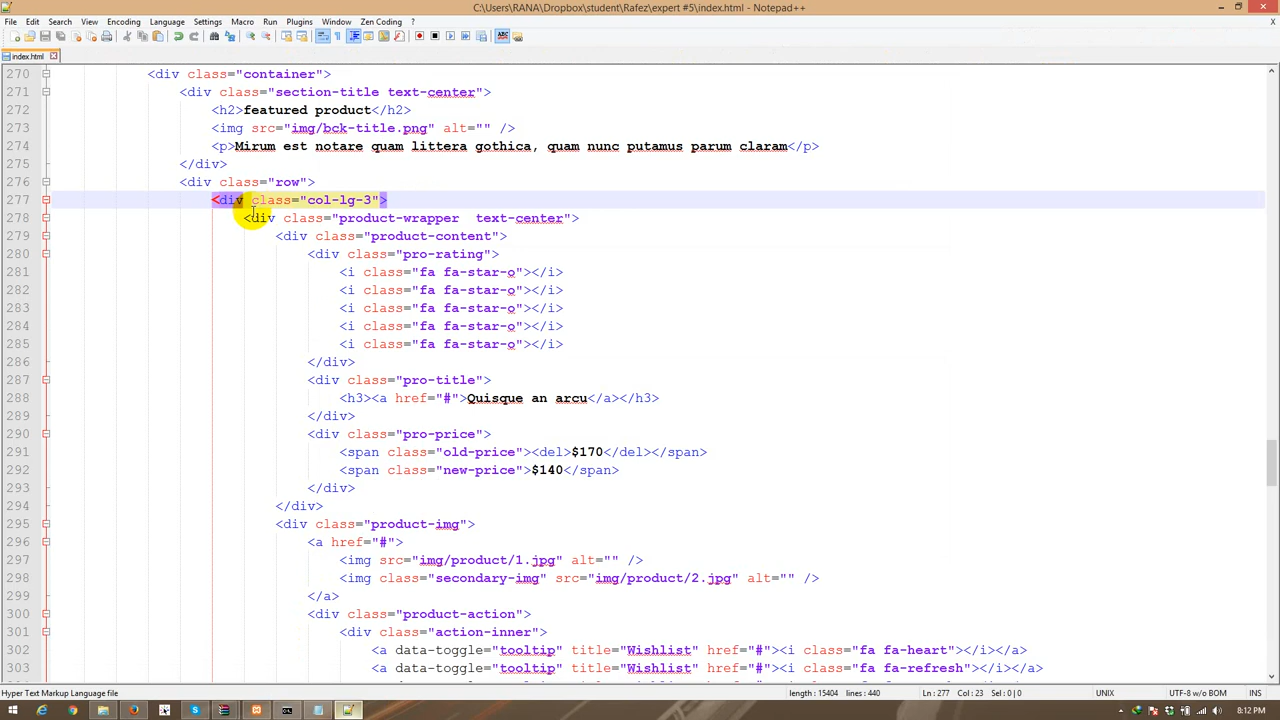 C:\Users\RANA\Dropbox\student\Rafez\expert #5\index.html - Notepad++
File Edit Search View Encoding Language Settings Macro Run Plugins Window Zen Coding ?
index.html
270 <div class="container">
271 <div class="section-title text-center">
272 <h2>featured product</h2>
273 <img src="img/bck-title.png" alt="" />
274 <p>Mirum est notare quam littera gothica, quam nunc putamus parum claram</p>
275 </div>
276 <div class="row">
277 <div class="col-lg-3">
278 <div class="product-wrapper  text-center">
279 <div class="product-content">
280 <div class="pro-rating">
281 <i class="fa fa-star-o"></i>
282 <i class="fa fa-star-o"></i>
283 <i class="fa fa-star-o"></i>
284 <i class="fa fa-star-o"></i>
285 <i class="fa fa-star-o"></i>
286 </div>
287 <div class="pro-title">
288 <h3><a href="#">Quisque an arcu</a></h3>
289 </div>
290 <div class="pro-price">
291 <span class="old-price"><del>$170</del></span>
292 <span class="new-price">$140</span>
293 </div>
294 </div>
295 <div class="product-img">
296 <a href="#">
297 <img src="img/product/1.jpg" alt="" />
298 <img class="secondary-img" src="img/product/2.jpg" alt="" />
299 </a>
300 <div class="product-action">
301 <div class="action-inner">
302 <a data-toggle="tooltip" title="Wishlist" href="#"><i class="fa fa-heart"></i></a>
303 <a data-toggle="tooltip" title="Wishlist" href="#"><i class="fa fa-refresh"></i></a>
Hyper Text Markup Language file length : 15404 lines : 440 Ln : 277 Col : 23 Sel : 0 | 0 UNIX UTF-8 w/o BOM INS
8:12 PM